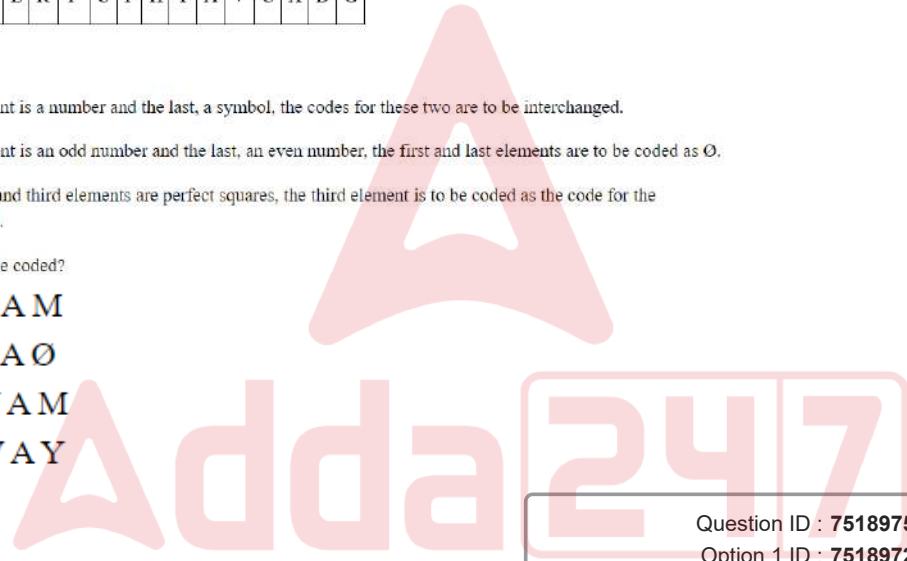 nt is a number and the last, a symbol, the codes for these two are to be interchanged.
nt is an odd number and the last, an even number, the first and last elements are to be coded as Ø.
and third elements are perfect squares, the third element is to be coded as the code for the
.
e coded?
A M
A Ø
A M
A Y
Adda247
Question ID : 7518975
Option 1 ID : 7518972